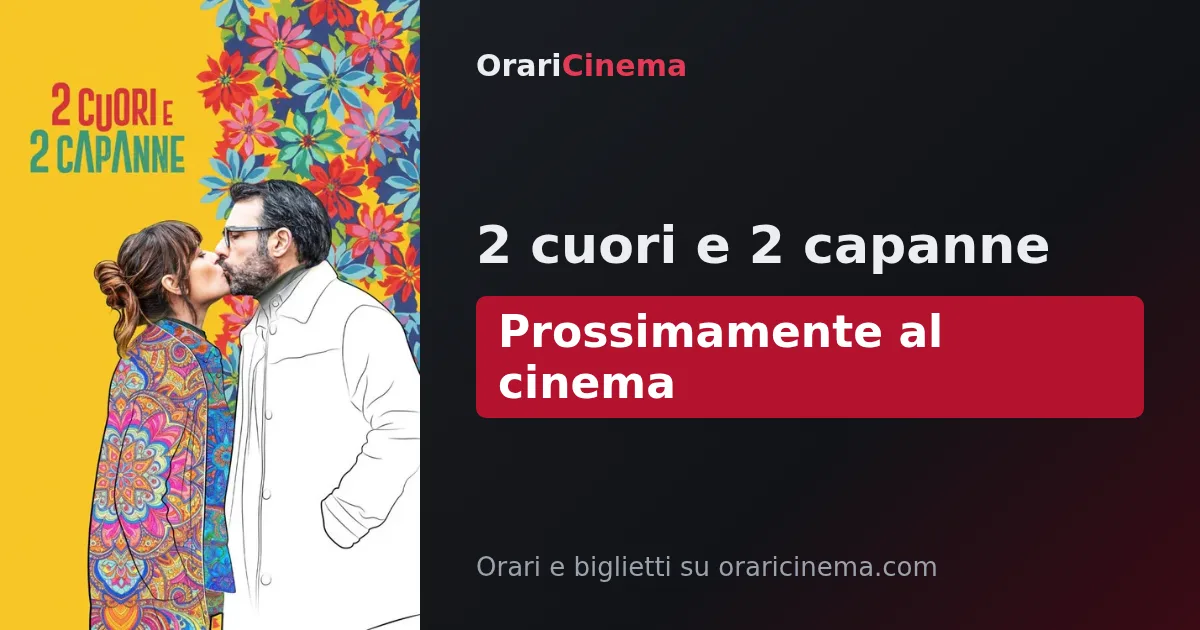 2 CUORI E
2 CAPANNE
OrariCinema
2 cuori e 2 capanne
Prossimamente al
cinema
Orari e biglietti su oraricinema.com